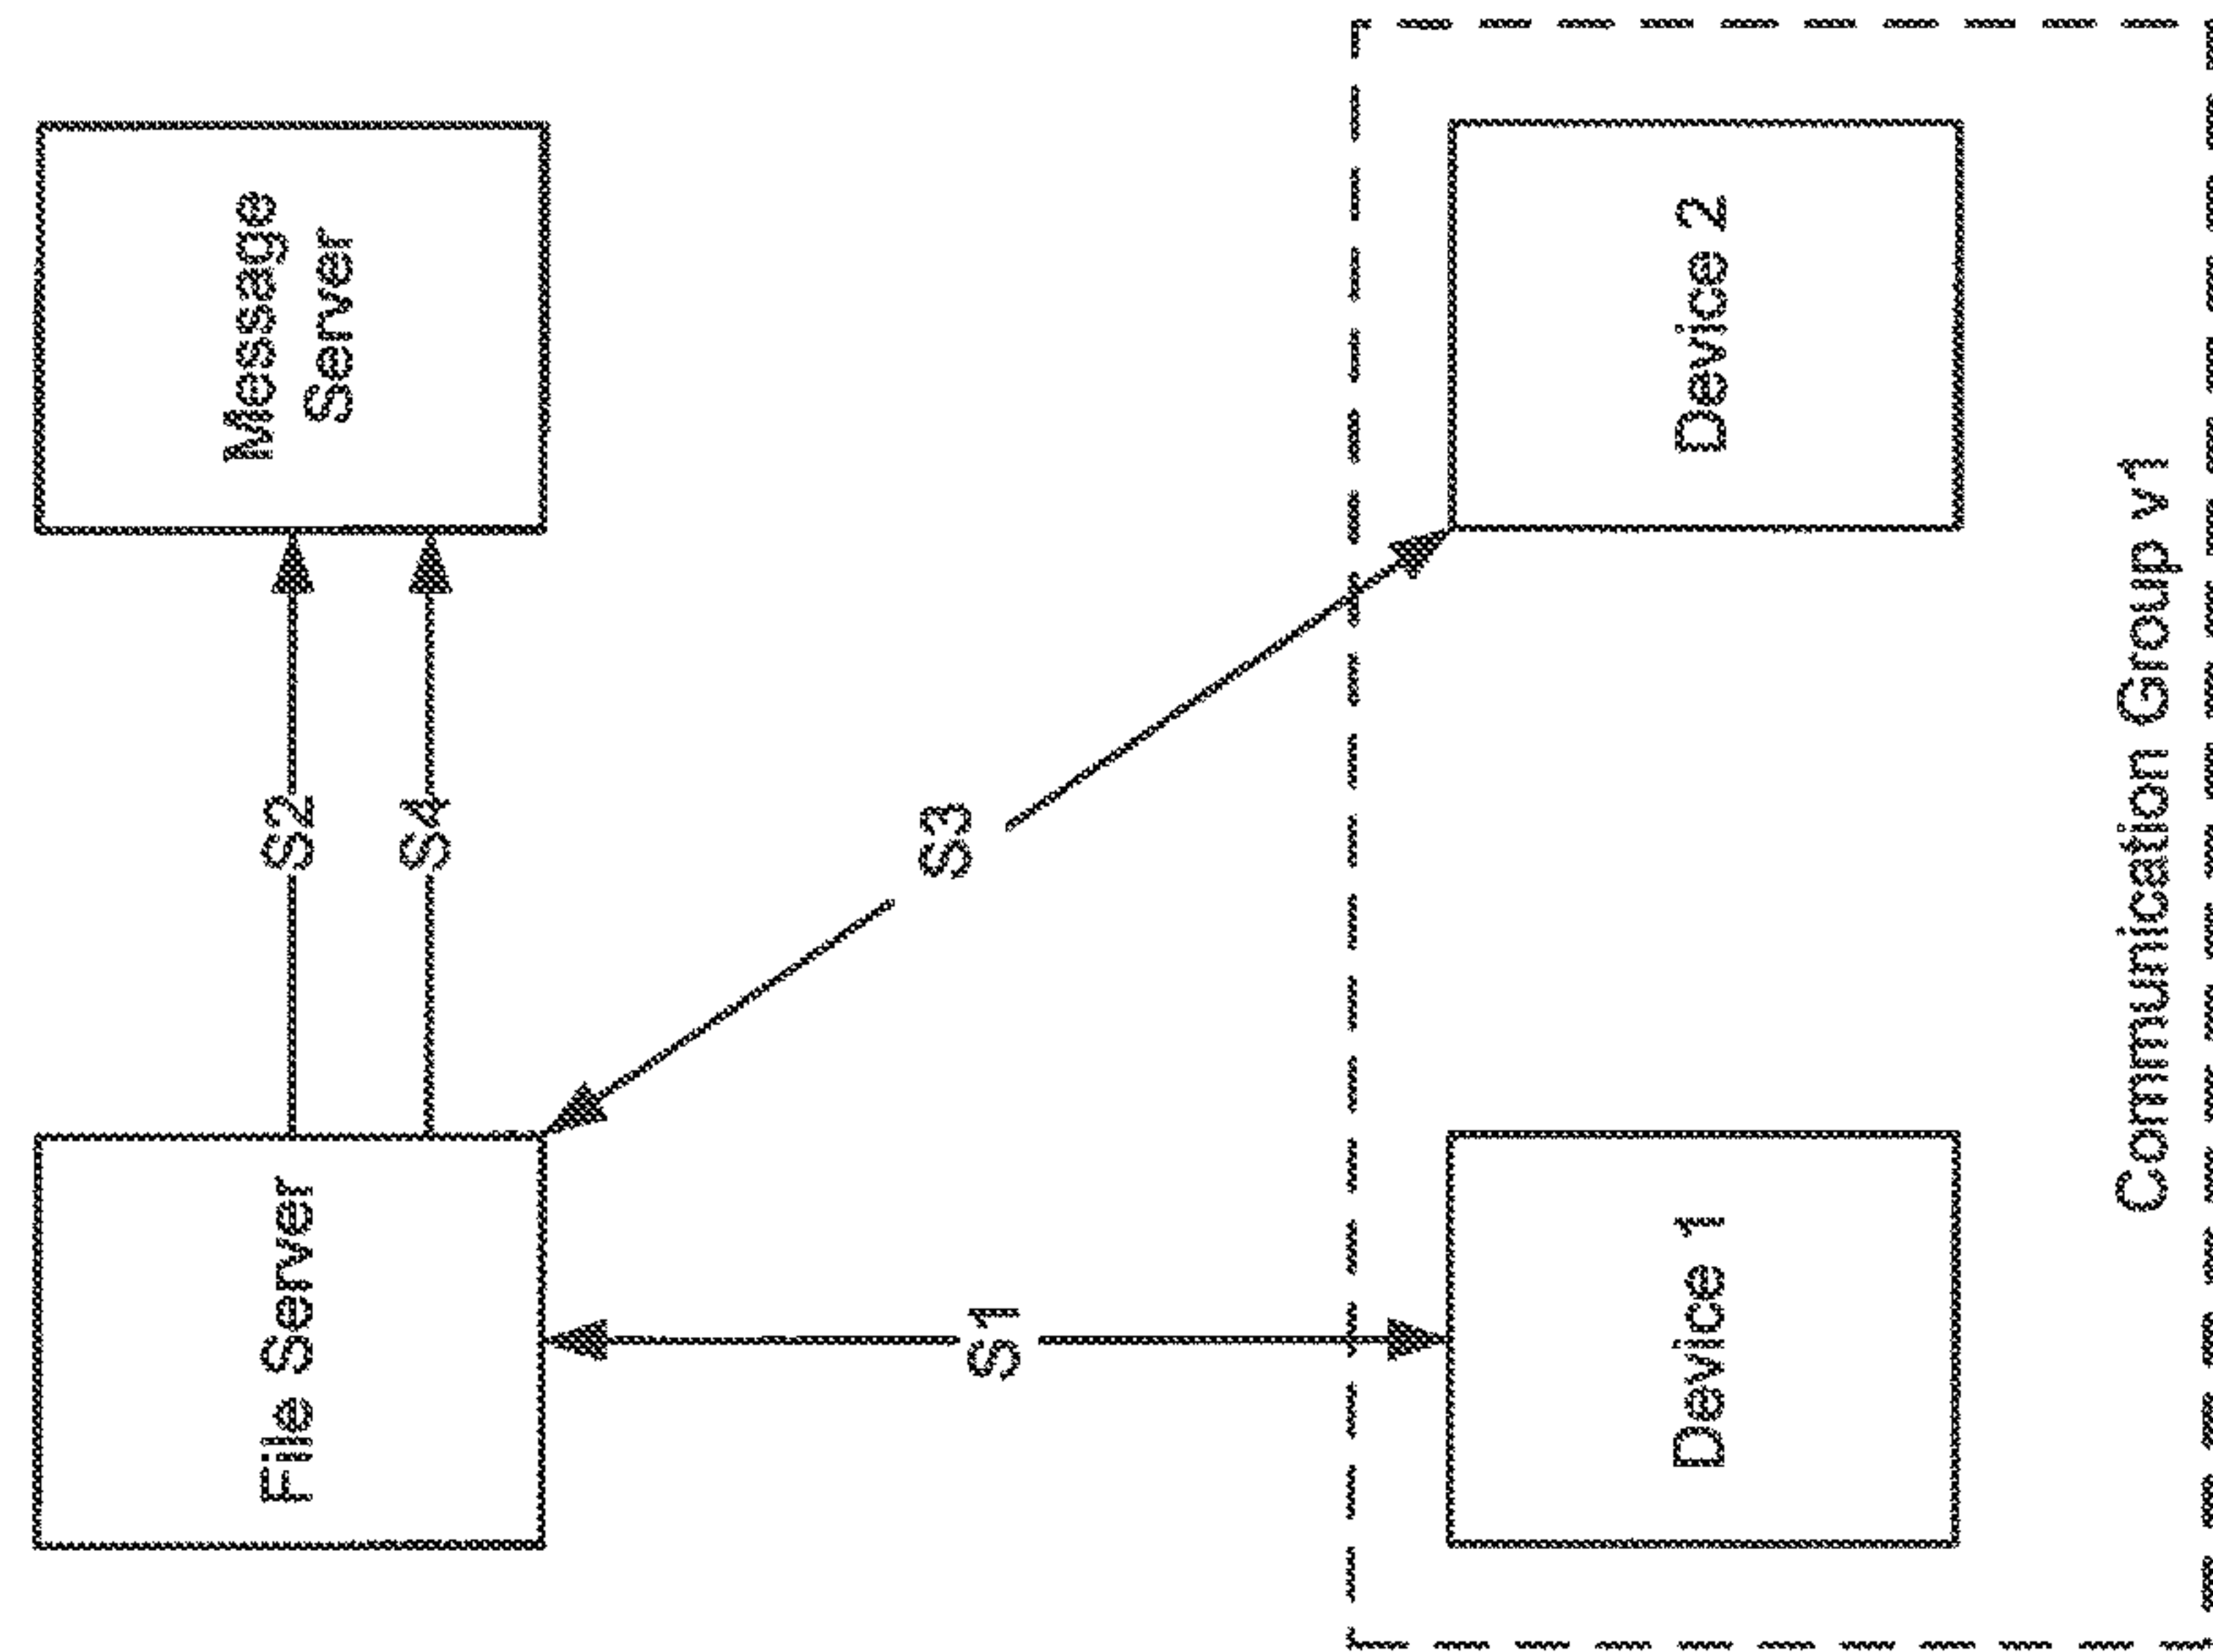 File Server
Message
Server
S2
S4
S3
S1
Device 1
Device 2
Communication Group v1